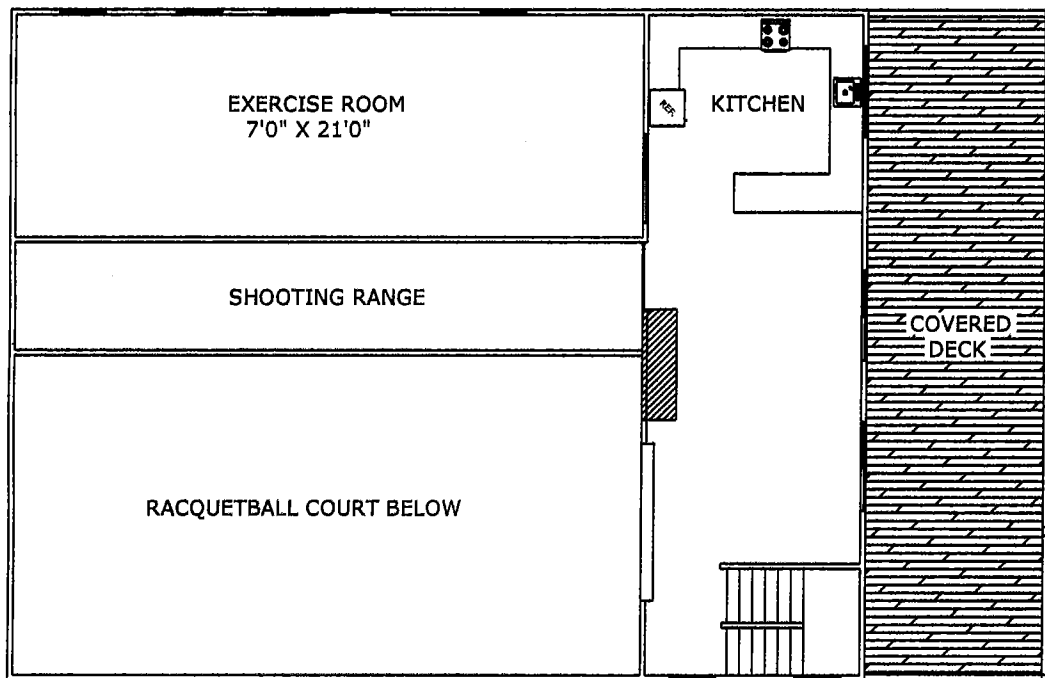 EXERCISE ROOM
7'0" X 21'0"
REF.
KITCHEN
SHOOTING RANGE
COVERED
DECK
RACQUETBALL COURT BELOW